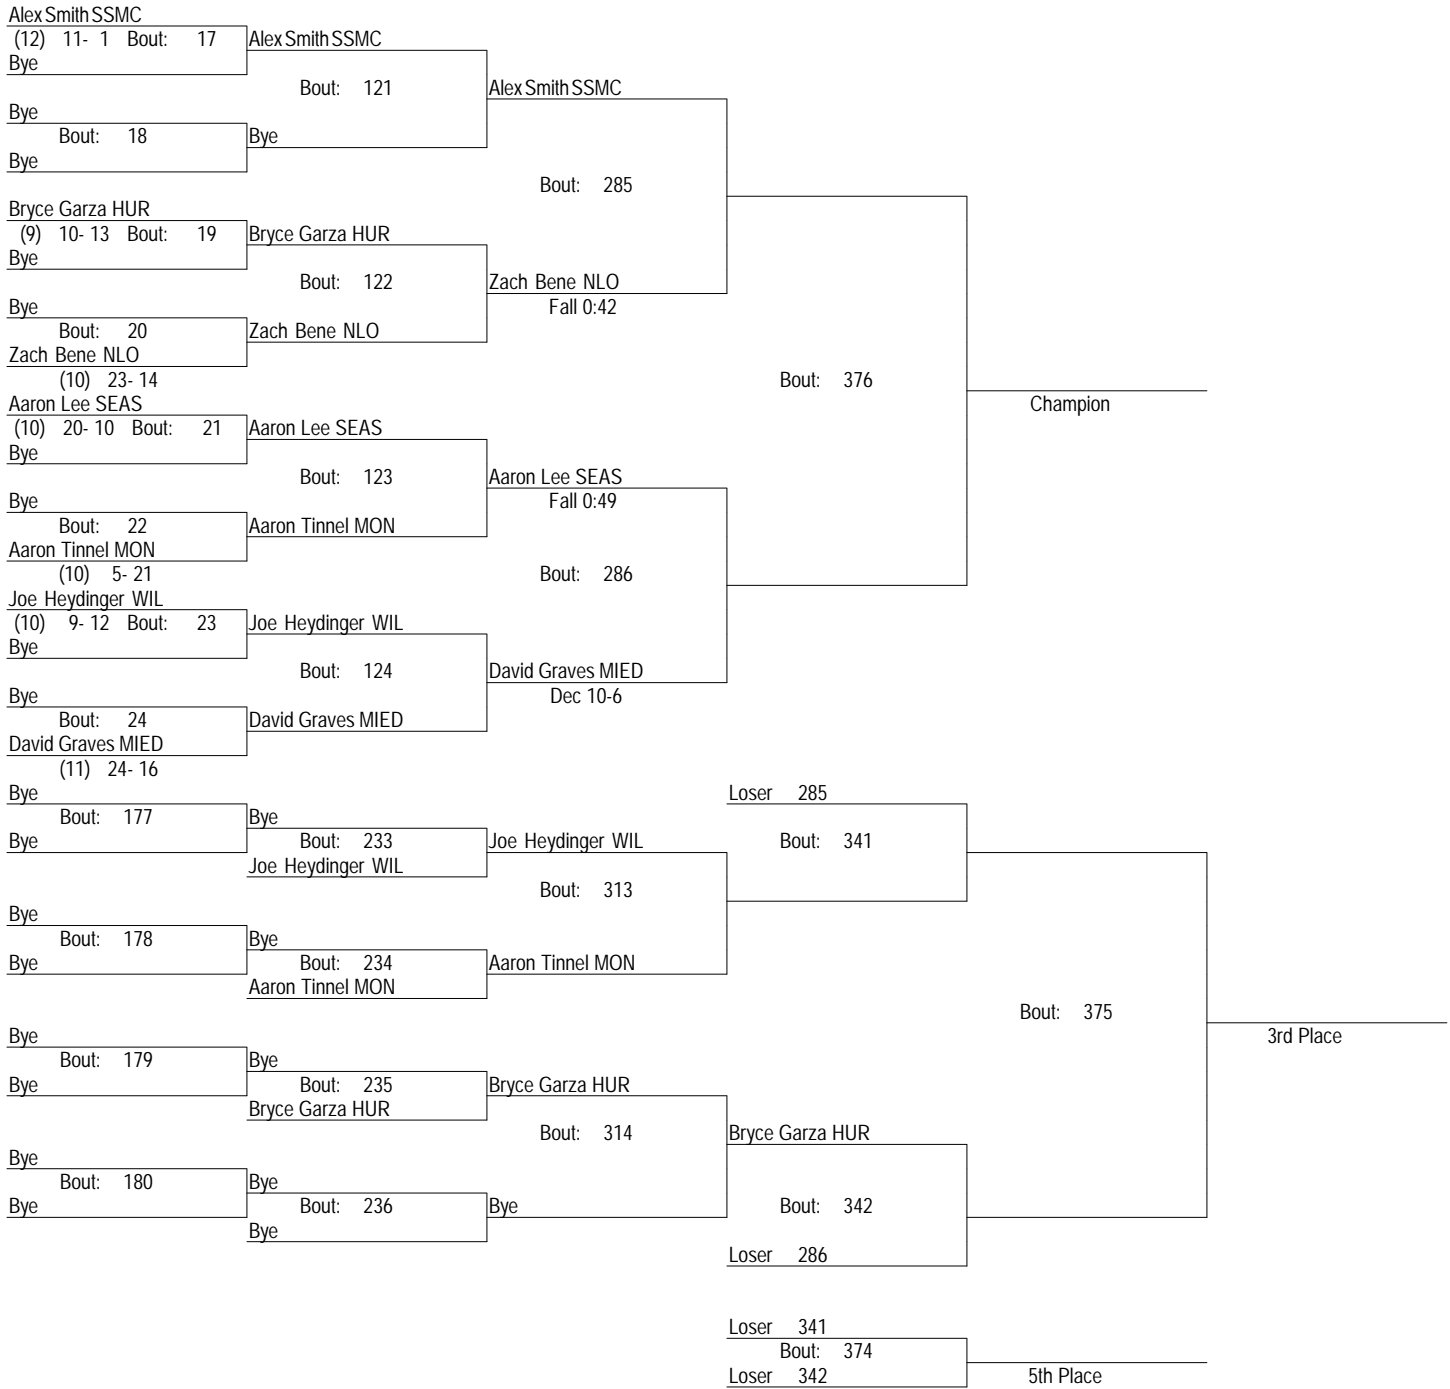 Alex Smith SSMC
(12) 11- 1 Bout: 17 Alex Smith SSMC
Bye
Bout: 121 Alex Smith SSMC
Bye
Bout: 18 Bye
Bye
Bout: 285
Bryce Garza HUR
(9) 10- 13 Bout: 19 Bryce Garza HUR
Bye
Bout: 122 Zach Bene NLO
Bye Fall 0:42
Bout: 20 Zach Bene NLO
Zach Bene NLO
(10) 23- 14 Bout: 376
Aaron Lee SEAS Champion
(10) 20- 10 Bout: 21 Aaron Lee SEAS
Bye
Bout: 123 Aaron Lee SEAS
Bye Fall 0:49
Bout: 22 Aaron Tinnel MON
Aaron Tinnel MON
(10) 5- 21 Bout: 286
Joe Heydinger WIL
(10) 9- 12 Bout: 23 Joe Heydinger WIL
Bye
Bout: 124 David Graves MIED
Bye Dec 10-6
Bout: 24 David Graves MIED
David Graves MIED
(11) 24- 16
Bye Loser 285
Bout: 177 Bye
Bye Bout: 233 Joe Heydinger WIL Bout: 341
Joe Heydinger WIL
Bout: 313
Bye
Bout: 178 Bye
Bye Bout: 234 Aaron Tinnel MON
Aaron Tinnel MON
Bout: 375
Bye 3rd Place
Bout: 179 Bye
Bye Bout: 235 Bryce Garza HUR
Bryce Garza HUR
Bout: 314 Bryce Garza HUR
Bye
Bout: 180 Bye
Bye Bout: 236 Bye Bout: 342
Bye
Loser 286
Loser 341
Bout: 374
Loser 342 5th Place